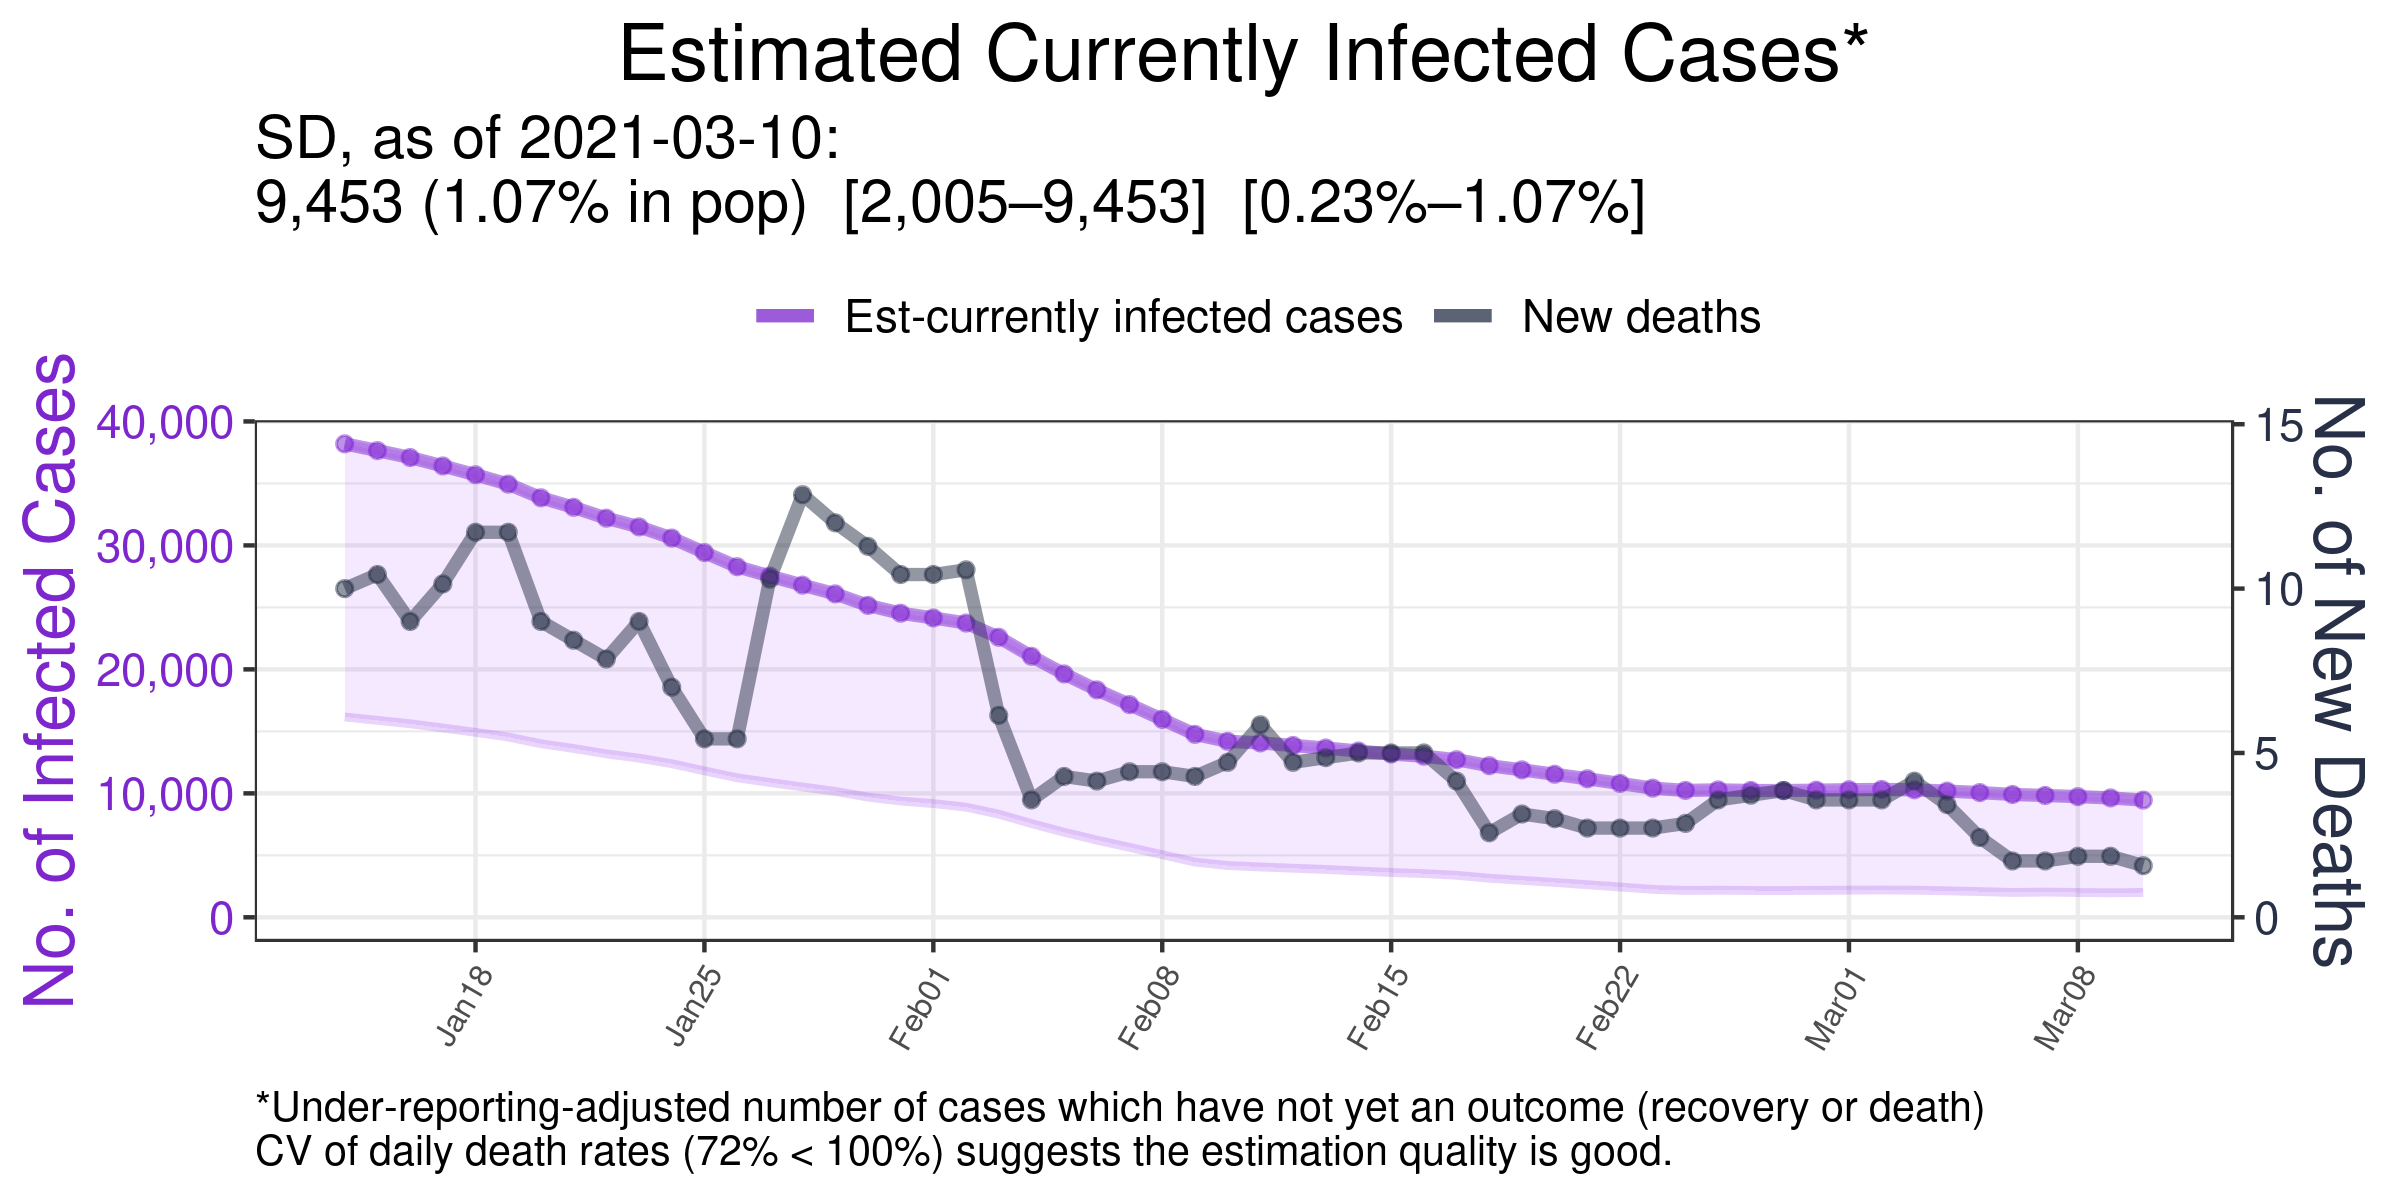 Estimated Currently Infected Cases*
SD, as of 2021-03-10:
9,453 (1.07% in pop)  [2,005–9,453]  [0.23%–1.07%]
Est-currently infected cases
New deaths
No. of Infected Cases
40,000
30,000
20,000
10,000
0
15
10
5
0
No. of New Deaths
Jan18
Jan25
Feb01
Feb08
Feb15
Feb22
Mar01
Mar08
*Under-reporting-adjusted number of cases which have not yet an outcome (recovery or death)
CV of daily death rates (72% < 100%) suggests the estimation quality is good.